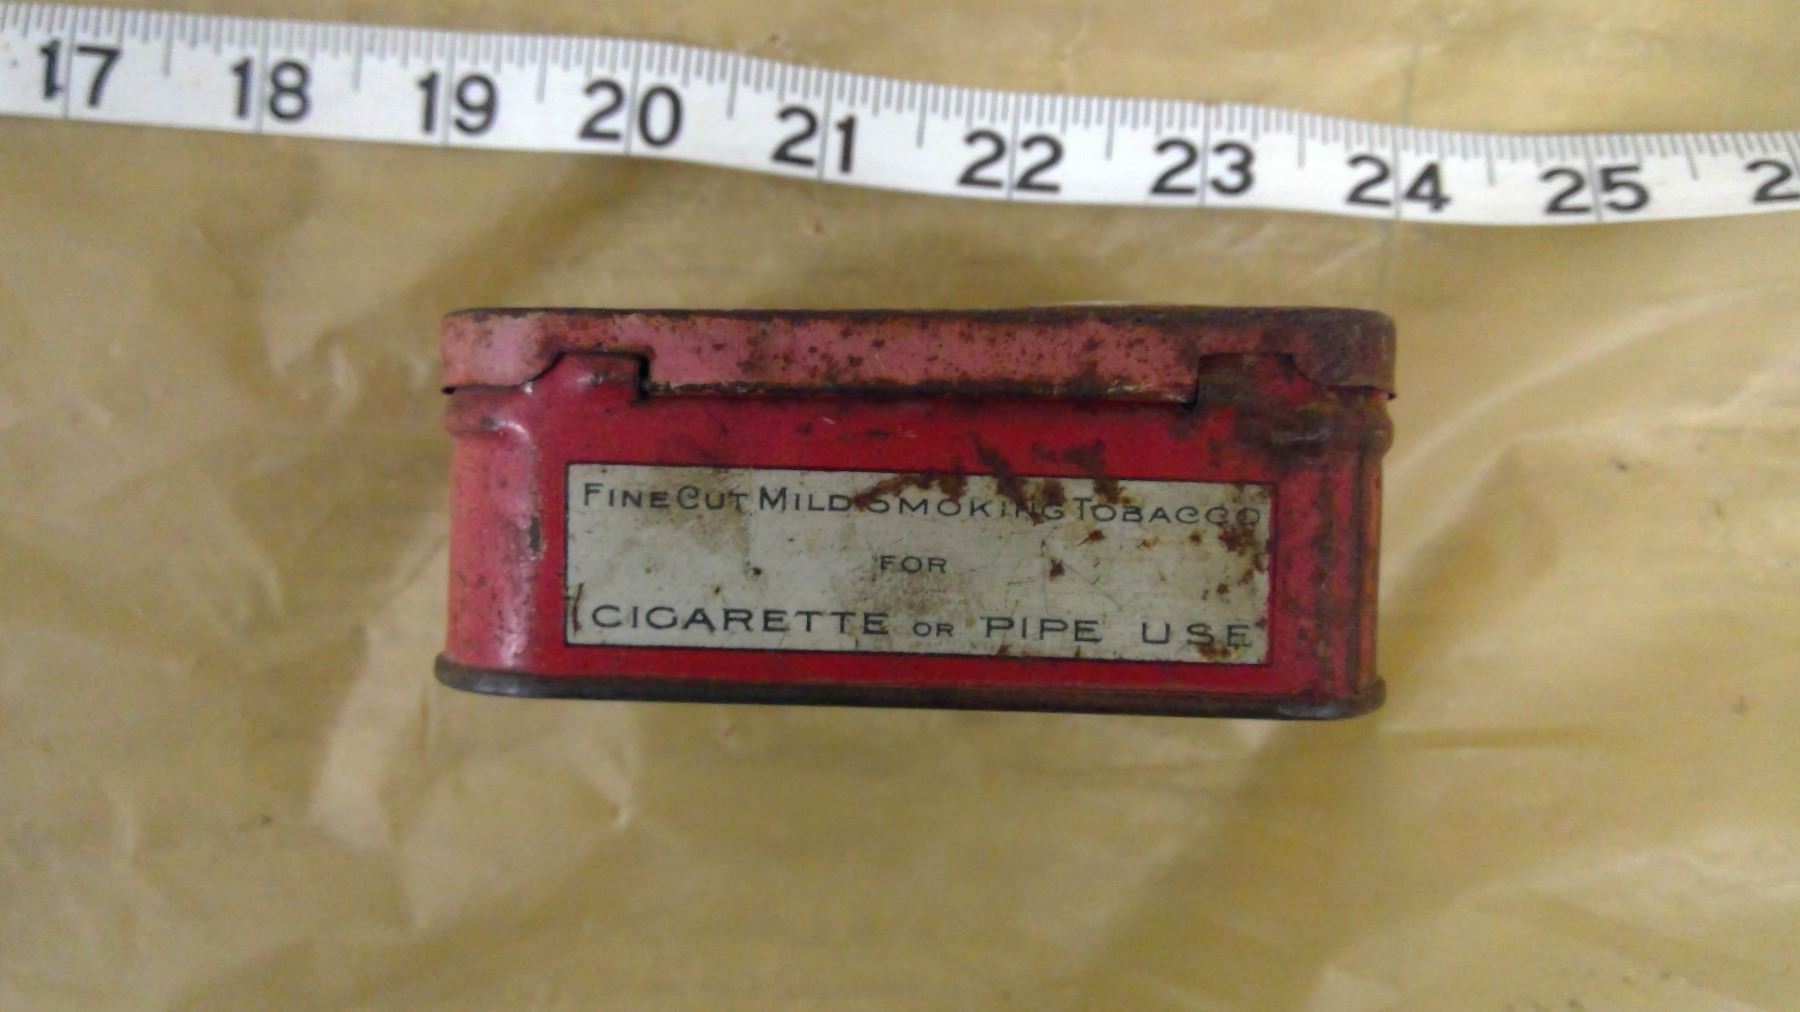 17 18 19 20 21 22 23 24 25
FINE CUT MILD SMOKING TOBACCO
FOR
CIGARETTE OR PIPE USE